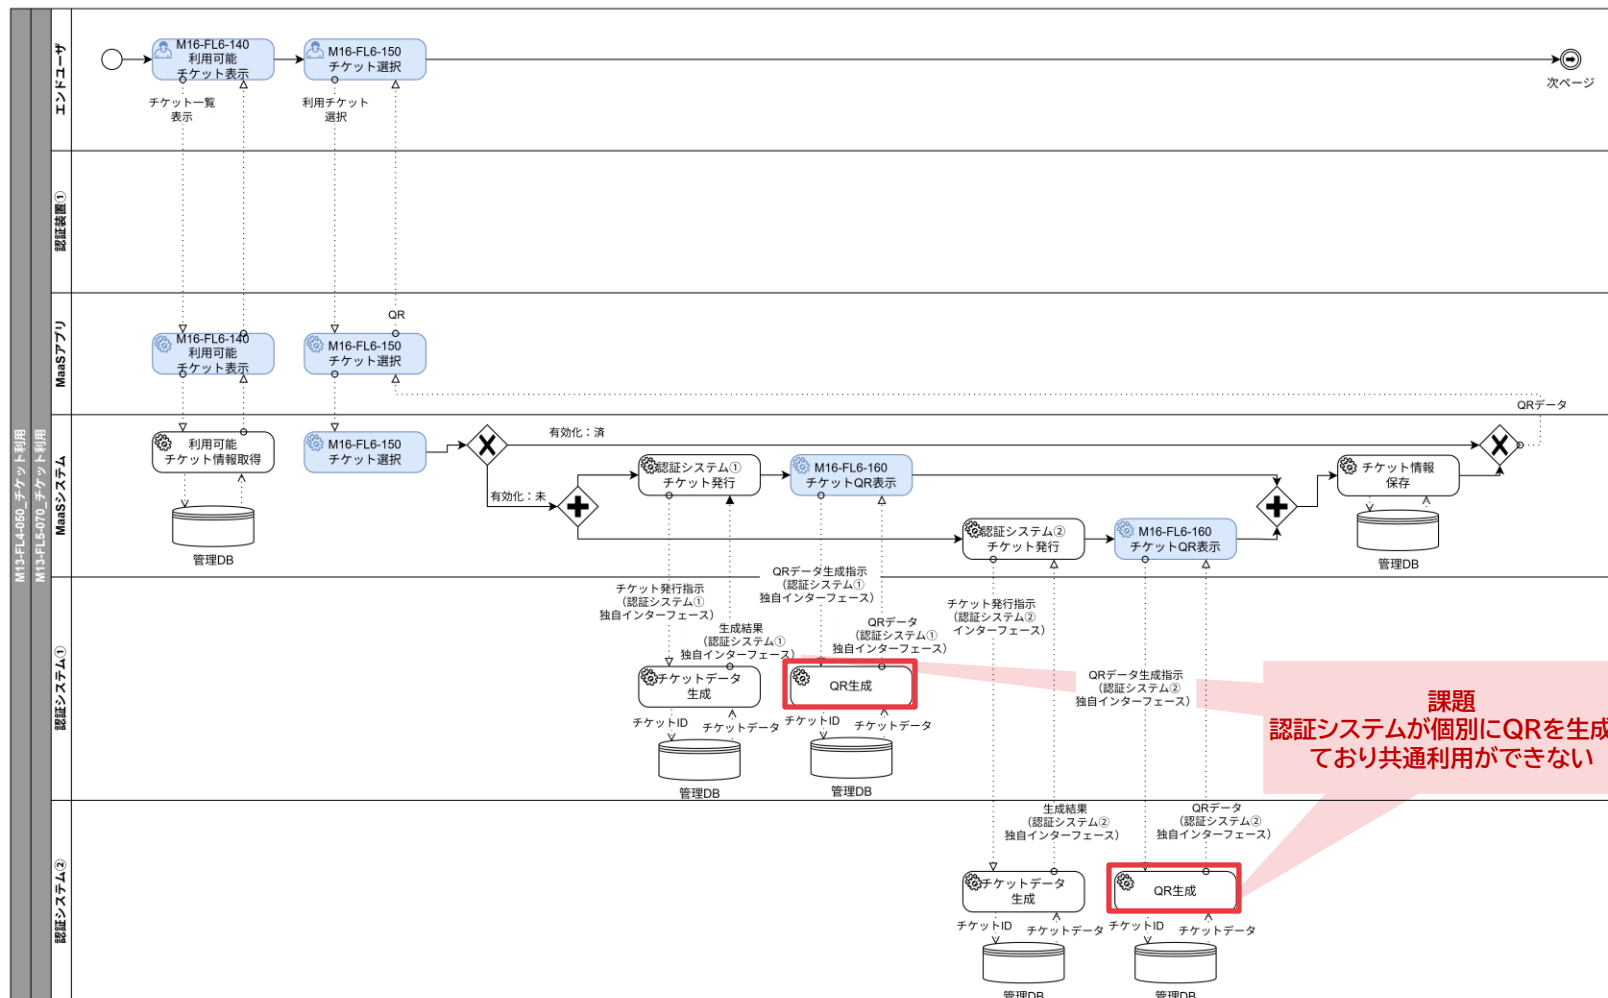 M13-FL4-050_チケット利用
M13-FL5-070_チケット利用
エンドユーザ
M16-FL6-140
利用可能
チケット表示
M16-FL6-150
チケット選択
次ページ
チケット一覧
表示
利用チケット
選択
認証装置①
MaaSアプリ
QR
M16-FL6-140
利用可能
チケット表示
M16-FL6-150
チケット選択
QRデータ
MaaSシステム
利用可能
チケット情報取得
管理DB
M16-FL6-150
チケット選択
有効化：済
有効化：未
認証システム①
チケット発行
M16-FL6-160
チケットQR表示
認証システム②
チケット発行
M16-FL6-160
チケットQR表示
チケット情報
保存
管理DB
認証システム①
チケット発行指示
（認証システム①
独自インターフェース）
生成結果
（認証システム①
独自インターフェース）
QRデータ生成指示
（認証システム①
独自インターフェース）
QRデータ
（認証システム①
独自インターフェース）
チケット発行指示
（認証システム②
インターフェース）
QRデータ生成指示
（認証システム②
独自インターフェース）
チケットデータ
生成
QR生成
チケットID
チケットデータ
チケットID
チケットデータ
管理DB
管理DB
課題
認証システムが個別にQRを生成
ており共通利用ができない
認証システム②
生成結果
（認証システム②
独自インターフェース）
QRデータ
（認証システム②
独自インターフェース）
チケットデータ
生成
QR生成
チケットID
チケットデータ
チケットID
チケットデータ
管理DB
管理DB